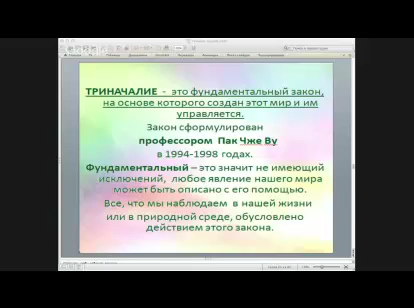 ТРИНАЧАЛИЕ - это фундаментальный закон,
на основе которого создан этот мир и им
управляется.
Закон сформулирован
профессором Пак Чже Ву
в 1994-1998 годах.
Фундаментальный – это значит не имеющий
исключений, любое явление нашего мира
может быть описано с его помощью.
Все, что мы наблюдаем в нашей жизни
или в природной среде, обусловлено
действием этого закона.